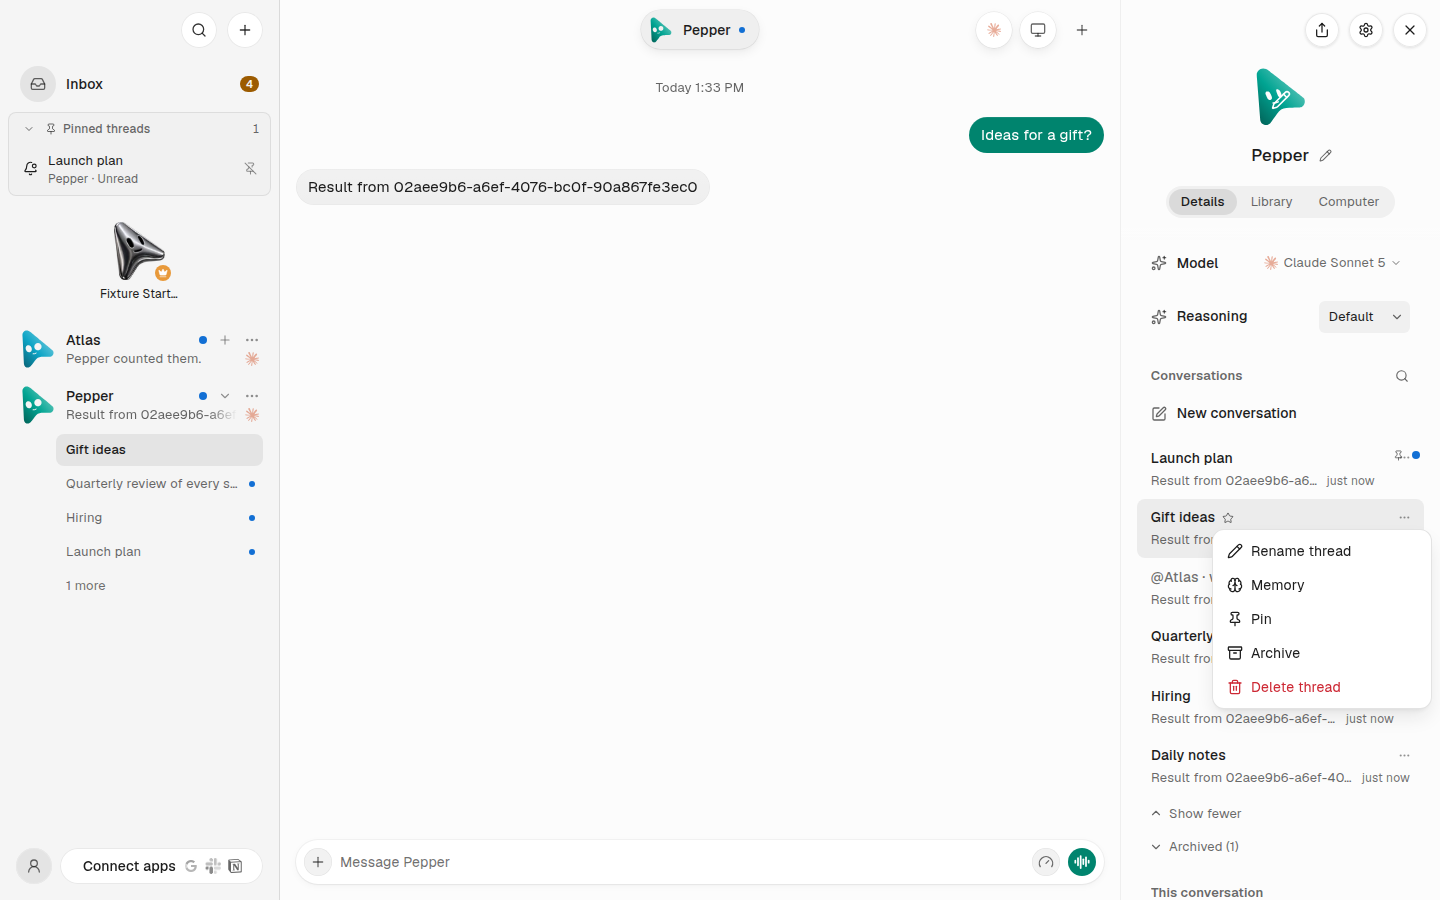 Inbox
4
Pinned threads
1
Launch plan
Pepper · Unread
Fixture Start...
Atlas
Pepper counted them.
Pepper
Result from 02aee9b6-a6e
Gift ideas
Quarterly review of every s...
Hiring
Launch plan
1 more
Connect apps
Pepper
Today 1:33 PM
Ideas for a gift?
Result from 02aee9b6-a6ef-4076-bc0f-90a867fe3ec0
Message Pepper
Pepper
Details
Library
Computer
Model
Claude Sonnet 5
Reasoning
Default
Conversations
New conversation
Launch plan
Result from 02aee9b6-a6... just now
Gift ideas
Result fro
@Atlas ·
Result fro
Quarterly
Result fro
Hiring
Result from 02aee9b6-a6ef-... just now
Rename thread
Memory
Pin
Archive
Delete thread
Daily notes
Result from 02aee9b6-a6ef-40... just now
Show fewer
Archived (1)
This conversation